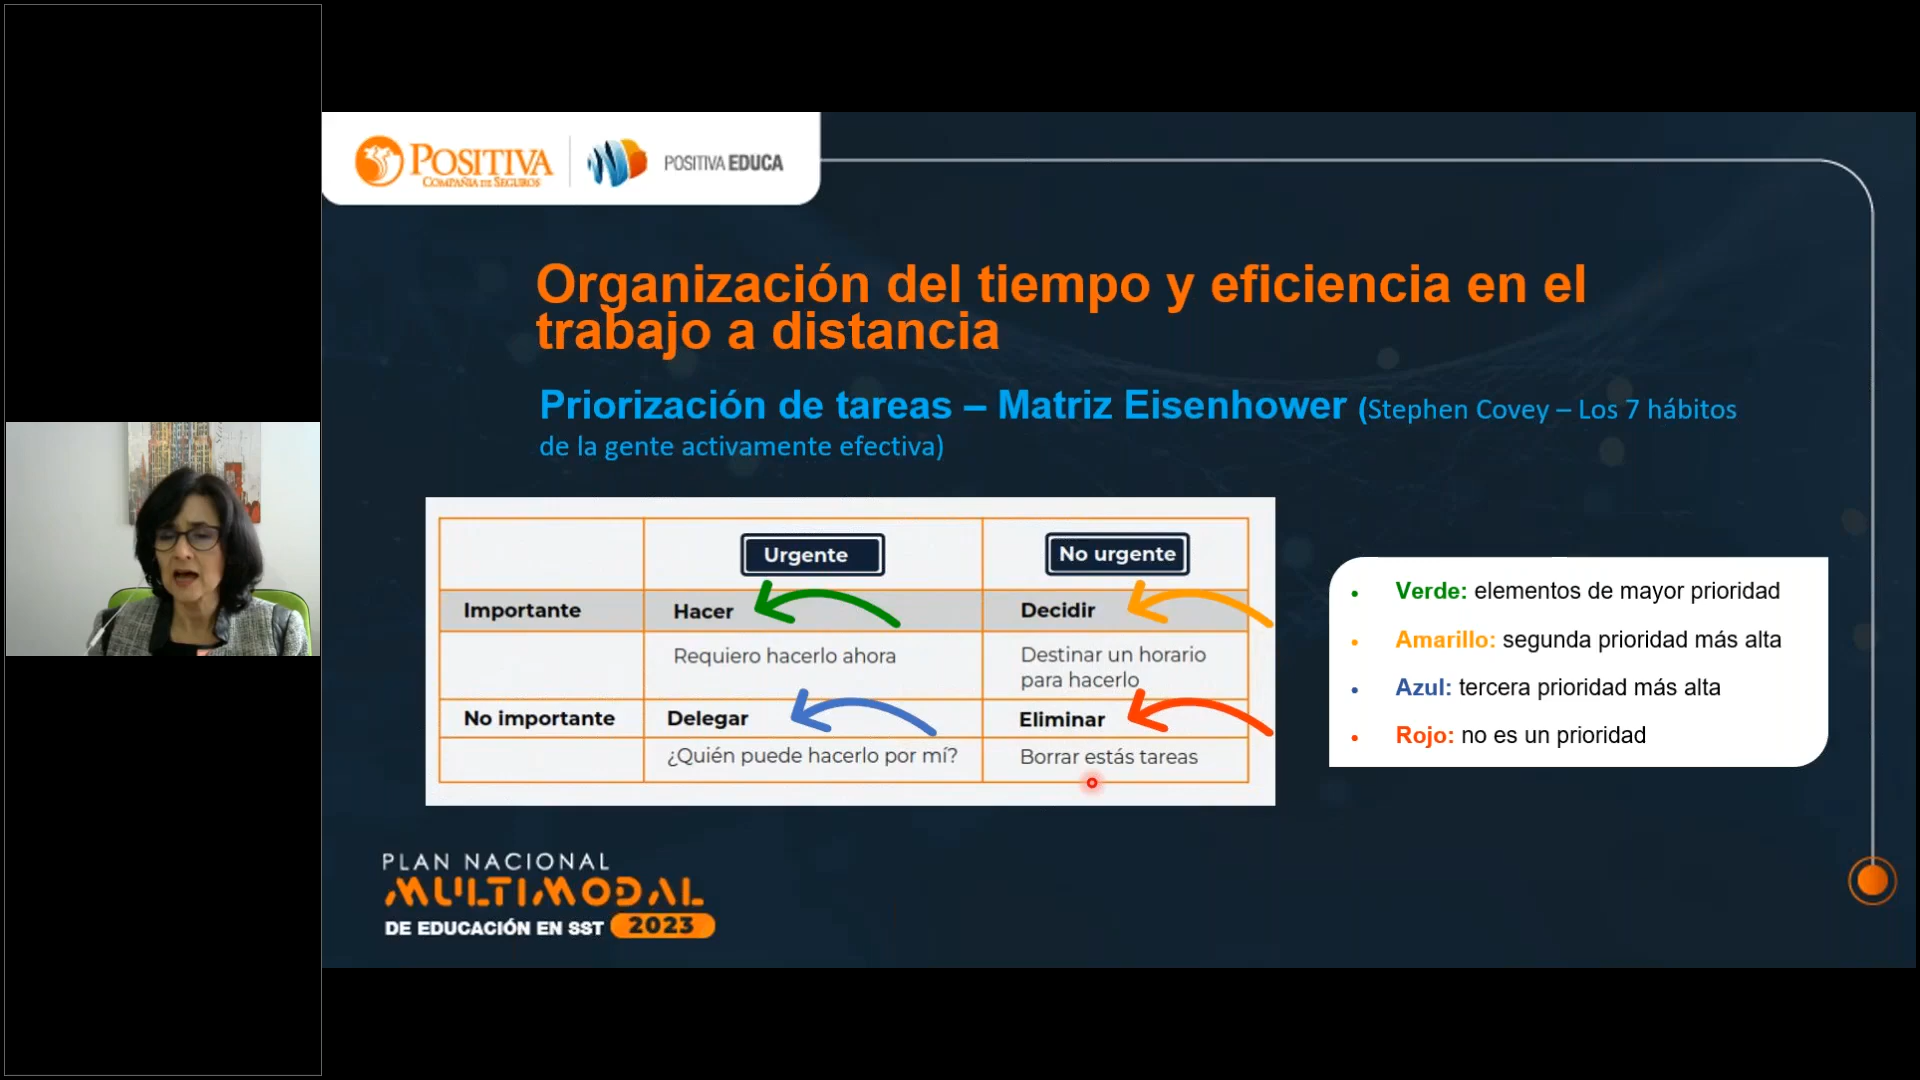 POSITIVA
COMPAÑIA DE SEGUROS
POSITIVA EDUCA
Organización del tiempo y eficiencia en el
trabajo a distancia
Priorización de tareas – Matriz Eisenhower (Stephen Covey – Los 7 hábitos
de la gente activamente efectiva)
Urgente No urgente
Importante Hacer Decidir
Requiero hacerlo ahora Destinar un horario
para hacerlo
No importante Delegar Eliminar
¿Quién puede hacerlo por mí? Borrar estás tareas
• Verde: elementos de mayor prioridad
• Amarillo: segunda prioridad más alta
• Azul: tercera prioridad más alta
• Rojo: no es un prioridad
PLAN NACIONAL
MULTIMODAL
DE EDUCACIÓN EN SST 2023